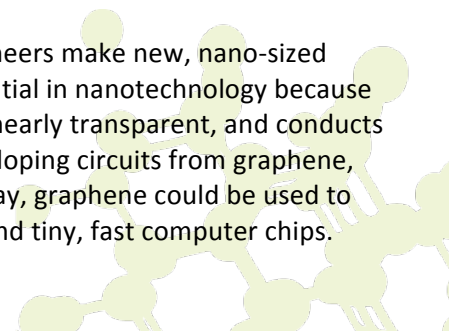 neers make new, nano-sized
tial in nanotechnology because
nearly transparent, and conducts
loping circuits from graphene,
ay, graphene could be used to
nd tiny, fast computer chips.